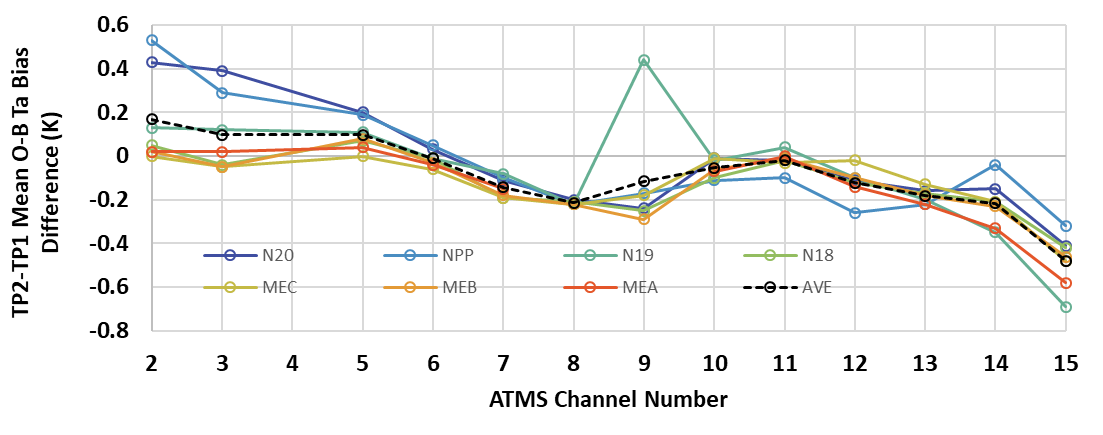 TP2-TP1 Mean O-B Ta Bias
Difference (K)
0.6
0.4
0.2
0
-0.2
-0.4
-0.6
-0.8
N20 NPP N19 N18
MEC MEB MEA AVE
2 3 4 5 6 7 8 9 10 11 12 13 14 15
ATMS Channel Number